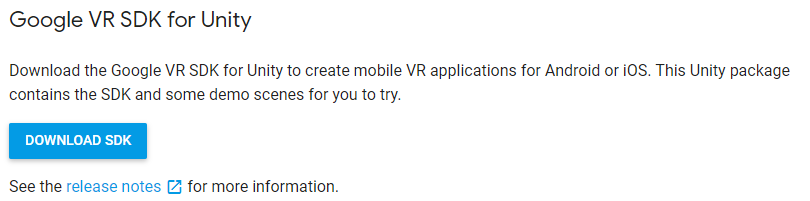 Google VR SDK for Unity
Download the Google VR SDK for Unity to create mobile VR applications for Android or iOS. This Unity package
contains the SDK and some demo scenes for you to try.
DOWNLOAD SDK
See the release notes for more information.